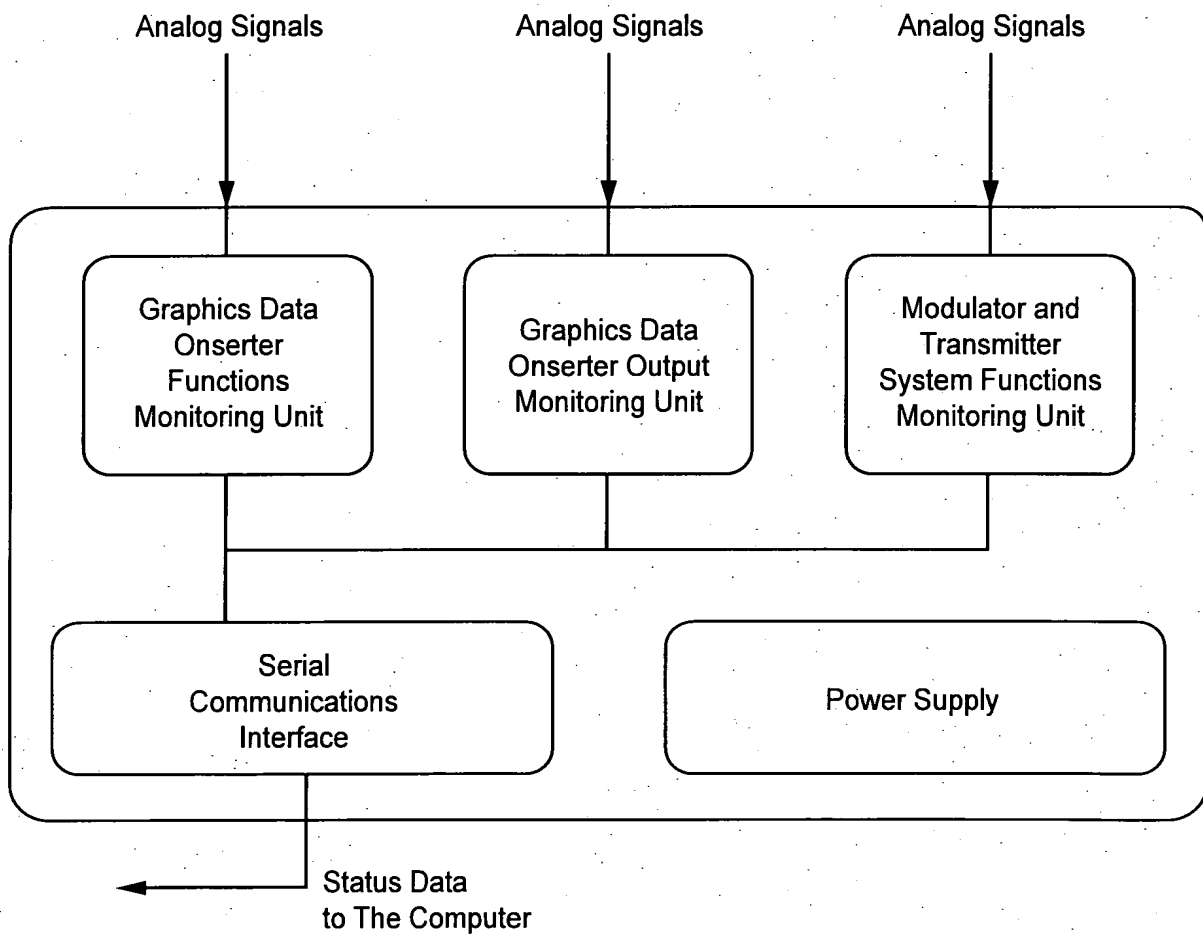 Analog Signals
Analog Signals
Analog Signals
Graphics Data
Onserter
Functions
Monitoring Unit
Graphics Data
Onserter Output
Monitoring Unit
Modulator and
Transmitter
System Functions
Monitoring Unit
Serial
Communications
Interface
Power Supply
Status Data
to The Computer